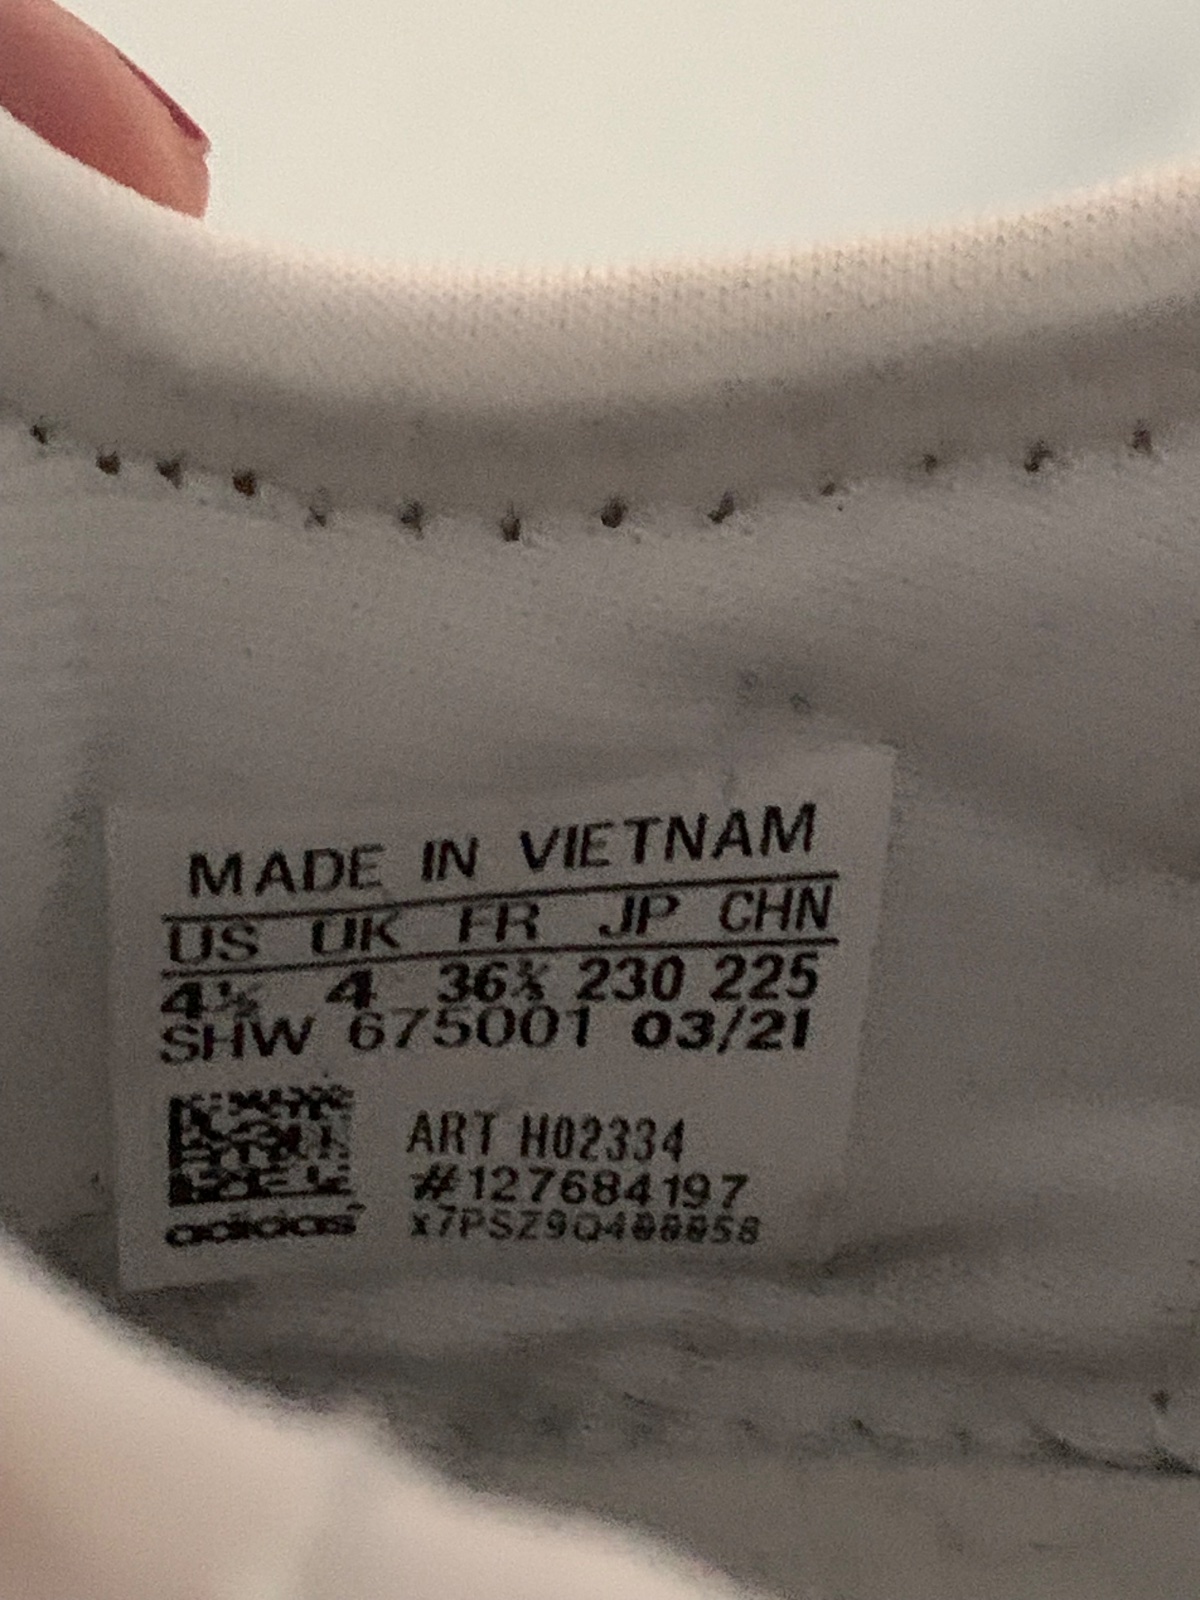 MADE IN VIETNAM
US UK FR JP CHN
4½ 4 36⅔ 230 225
SHW 675001 03/21
ART H02334
#127684197
adidas